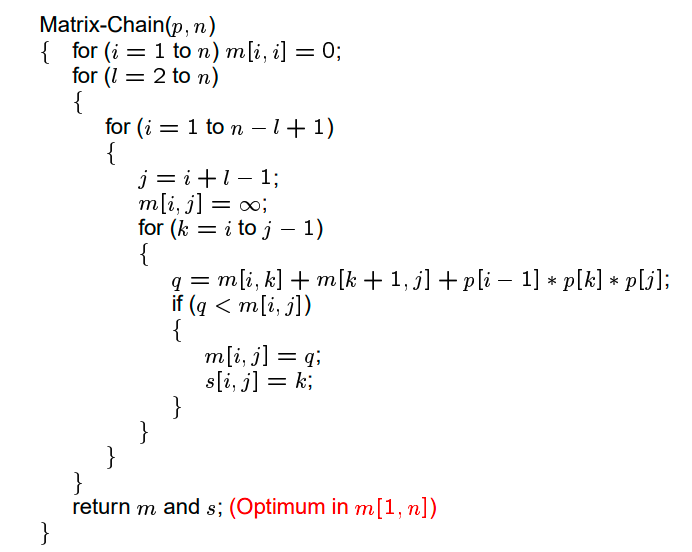 Matrix-Chain(p, n)
{ for (i = 1 to n) m[i, i] = 0;
for (l = 2 to n)
{
for (i = 1 to n − l + 1)
{
j = i + l − 1;
m[i, j] = ∞;
for (k = i to j − 1)
{
q = m[i, k] + m[k + 1, j] + p[i − 1] ∗ p[k] ∗ p[j];
if (q < m[i, j])
{
m[i, j] = q;
s[i, j] = k;
}
}
}
}
return m and s; (Optimum in m[1, n])
}